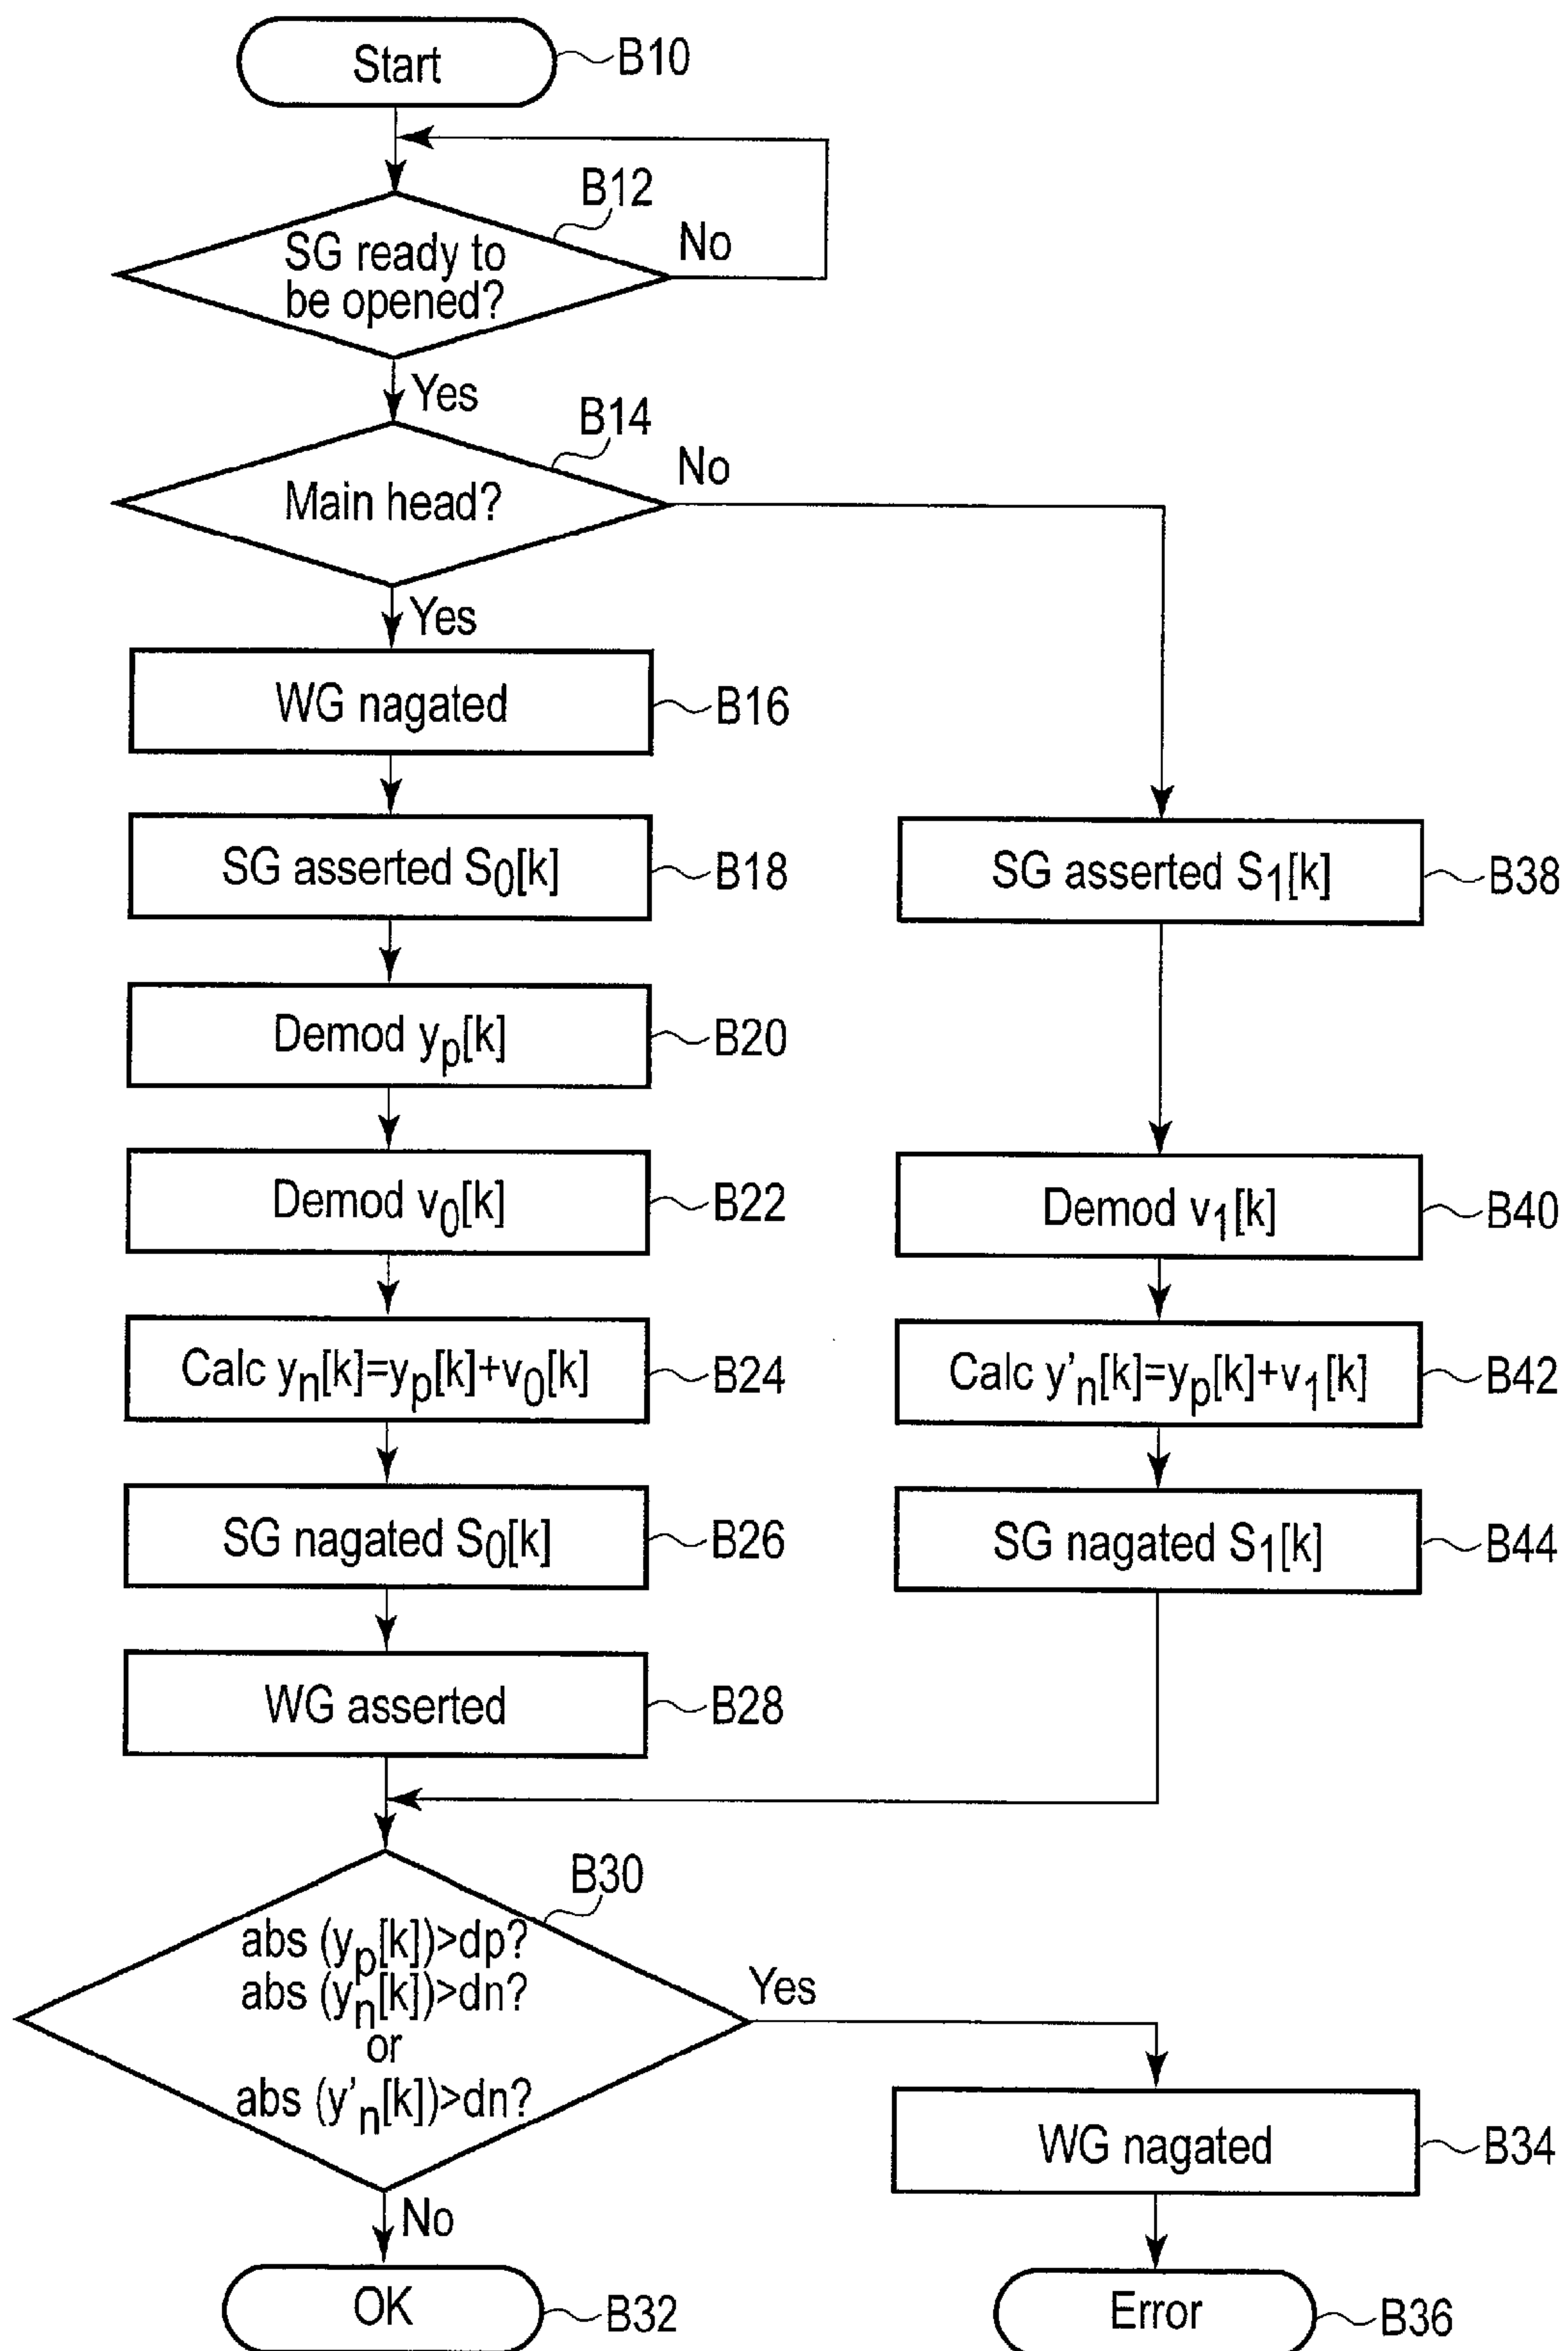 Start
B10
B12
SG ready to
be opened?
No
Yes
B14
Main head?
No
Yes
WG nagated
B16
SG asserted S0[k]
B18
SG asserted S1[k]
B38
Demod yp[k]
B20
Demod v0[k]
B22
Demod v1[k]
B40
Calc yn[k]=yp[k]+v0[k]
B24
Calc y'n[k]=yp[k]+v1[k]
B42
SG nagated S0[k]
B26
SG nagated S1[k]
B44
WG asserted
B28
B30
abs (yp[k])>dp?
abs (yn[k])>dn?
or
abs (y'n[k])>dn?
Yes
No
WG nagated
B34
OK
B32
Error
B36